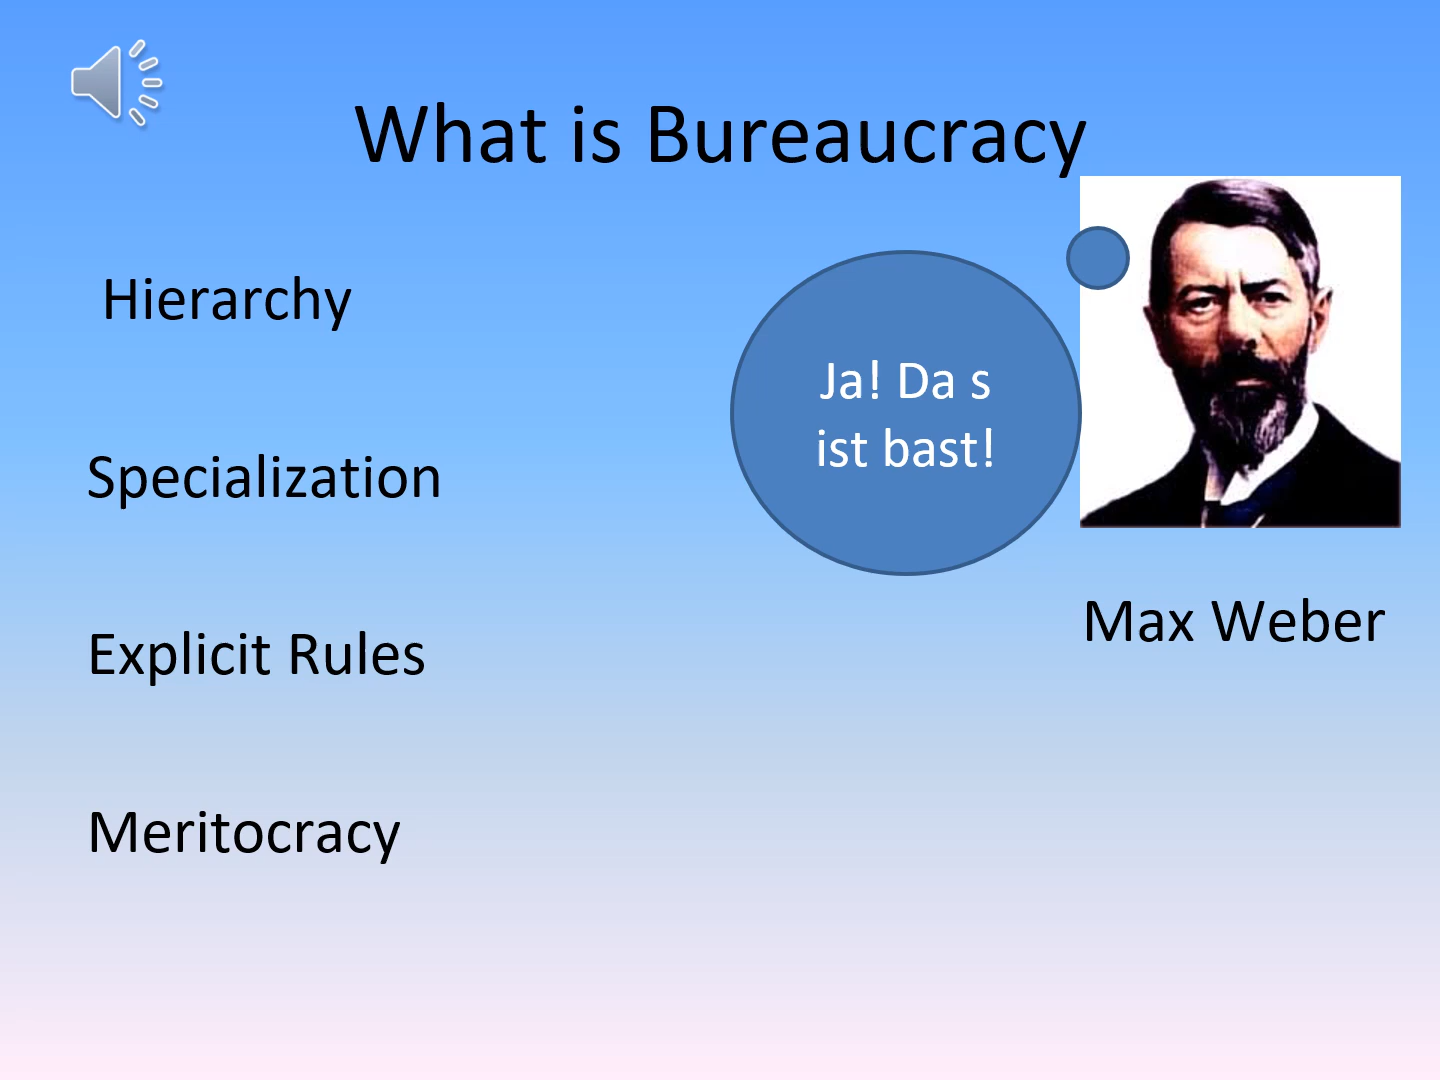 What is Bureaucracy
Hierarchy
Specialization
Explicit Rules
Meritocracy
Ja! Da s
ist bast!
Max Weber